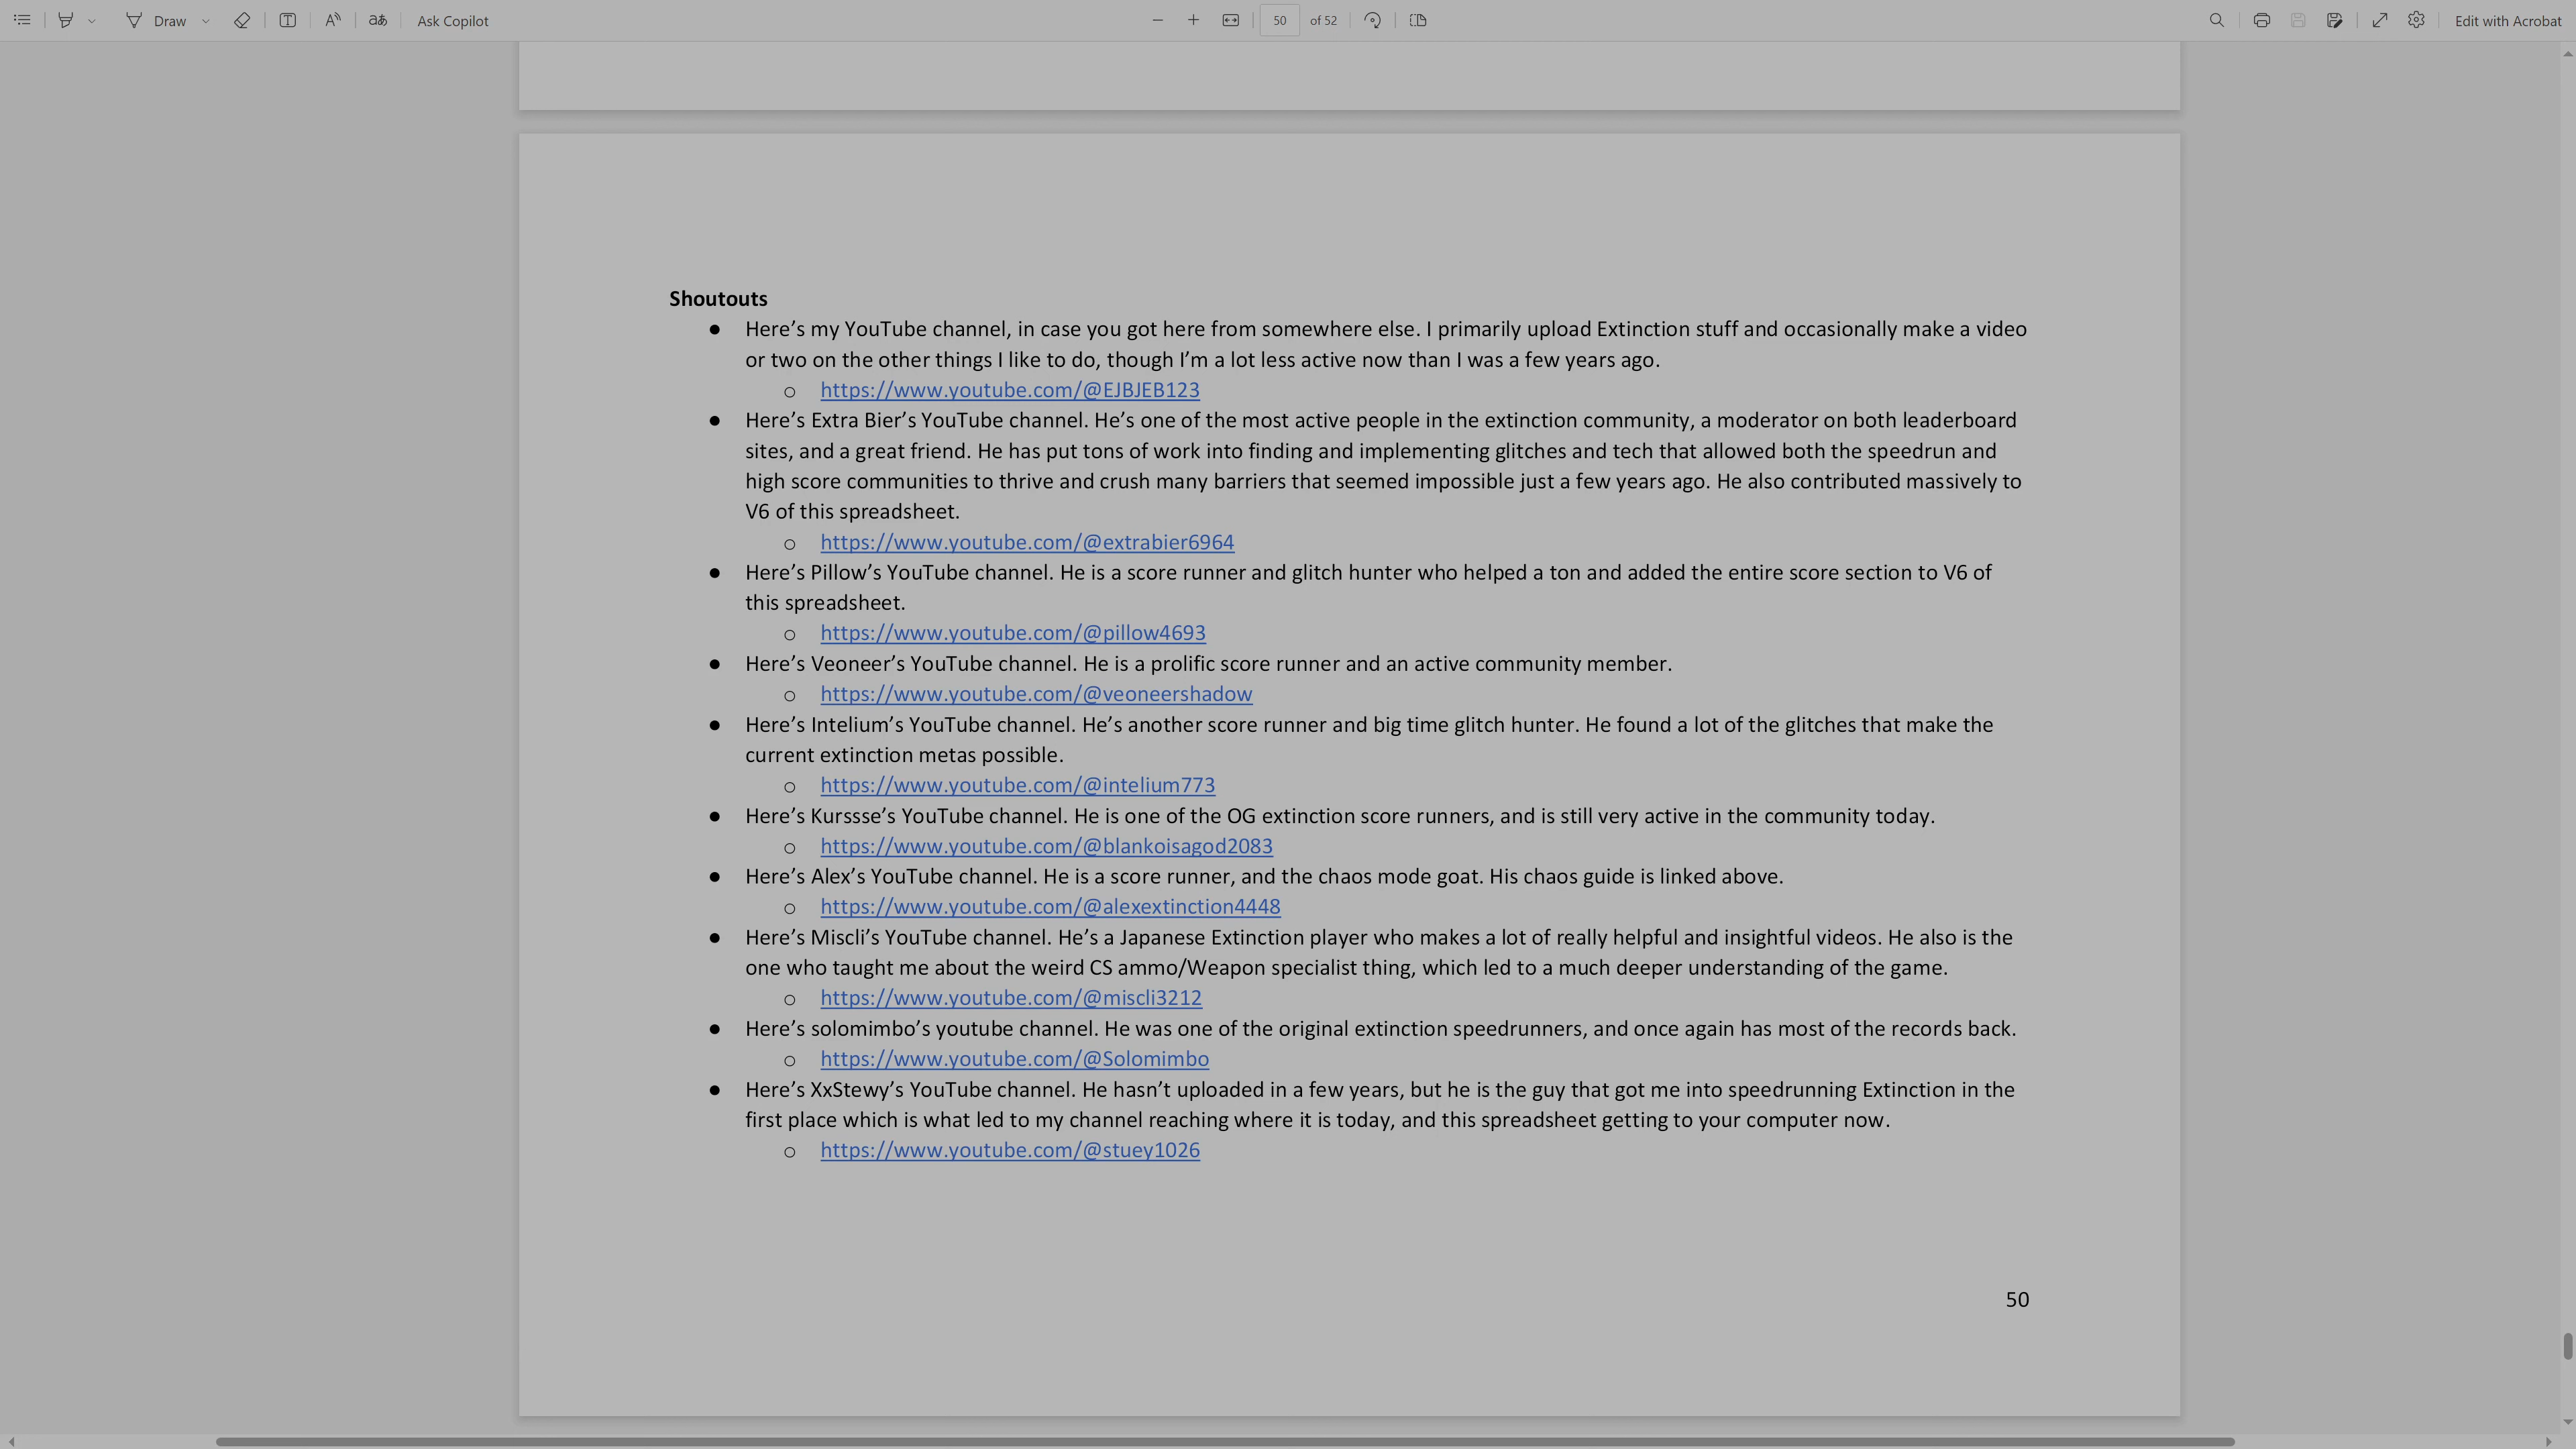 Draw
Ask Copilot
50 of 52
Edit with Acrobat
Shoutouts
● Here’s my YouTube channel, in case you got here from somewhere else. I primarily upload Extinction stuff and occasionally make a video
or two on the other things I like to do, though I’m a lot less active now than I was a few years ago.
○ https://www.youtube.com/@EJBJEB123
● Here’s Extra Bier’s YouTube channel. He’s one of the most active people in the extinction community, a moderator on both leaderboard
sites, and a great friend. He has put tons of work into finding and implementing glitches and tech that allowed both the speedrun and
high score communities to thrive and crush many barriers that seemed impossible just a few years ago. He also contributed massively to
V6 of this spreadsheet.
○ https://www.youtube.com/@extrabier6964
● Here’s Pillow’s YouTube channel. He is a score runner and glitch hunter who helped a ton and added the entire score section to V6 of
this spreadsheet.
○ https://www.youtube.com/@pillow4693
● Here’s Veoneer’s YouTube channel. He is a prolific score runner and an active community member.
○ https://www.youtube.com/@veoneershadow
● Here’s Intelium’s YouTube channel. He’s another score runner and big time glitch hunter. He found a lot of the glitches that make the
current extinction metas possible.
○ https://www.youtube.com/@intelium773
● Here’s Kurssse’s YouTube channel. He is one of the OG extinction score runners, and is still very active in the community today.
○ https://www.youtube.com/@blankoisagod2083
● Here’s Alex’s YouTube channel. He is a score runner, and the chaos mode goat. His chaos guide is linked above.
○ https://www.youtube.com/@alexextinction4448
● Here’s Miscli’s YouTube channel. He’s a Japanese Extinction player who makes a lot of really helpful and insightful videos. He also is the
one who taught me about the weird CS ammo/Weapon specialist thing, which led to a much deeper understanding of the game.
○ https://www.youtube.com/@miscli3212
● Here’s solomimbo’s youtube channel. He was one of the original extinction speedrunners, and once again has most of the records back.
○ https://www.youtube.com/@Solomimbo
● Here’s XxStewy’s YouTube channel. He hasn’t uploaded in a few years, but he is the guy that got me into speedrunning Extinction in the
first place which is what led to my channel reaching where it is today, and this spreadsheet getting to your computer now.
○ https://www.youtube.com/@stuey1026
50